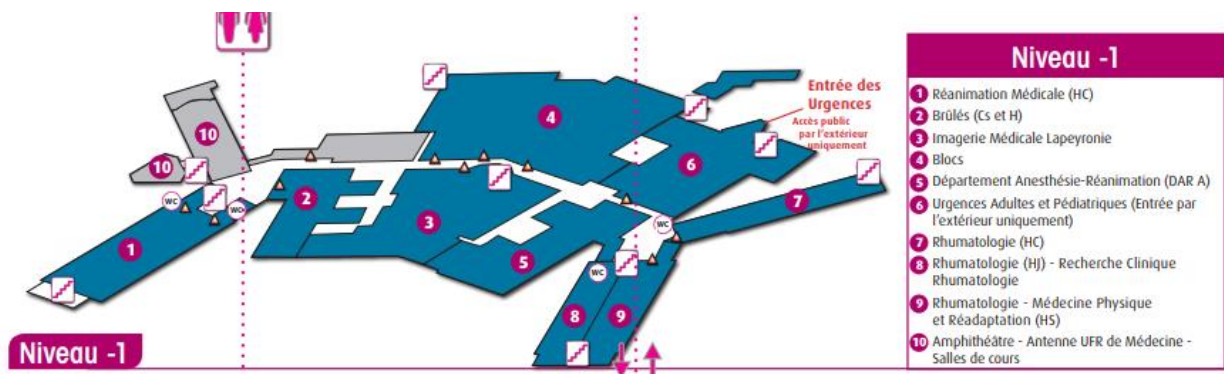 10
10
4
Entrée des
Urgences
Accès public
par l'extérieur
uniquement
6
WC
WC
2
3
1
5
WC
7
WC
8
9
Niveau -1
Niveau -1
1 Réanimation Médicale (HC)
2 Brûlés (Cs et H)
3 Imagerie Médicale Lapeyronie
4 Blocs
5 Département Anesthésie-Réanimation (DAR A)
6 Urgences Adultes et Pédiatriques (Entrée par
l'extérieur uniquement)
7 Rhumatologie (HC)
8 Rhumatologie (HJ) - Recherche Clinique
Rhumatologie
9 Rhumatologie - Médecine Physique
et Réadaptation (HS)
10 Amphithéâtre - Antenne UFR de Médecine -
Salles de cours